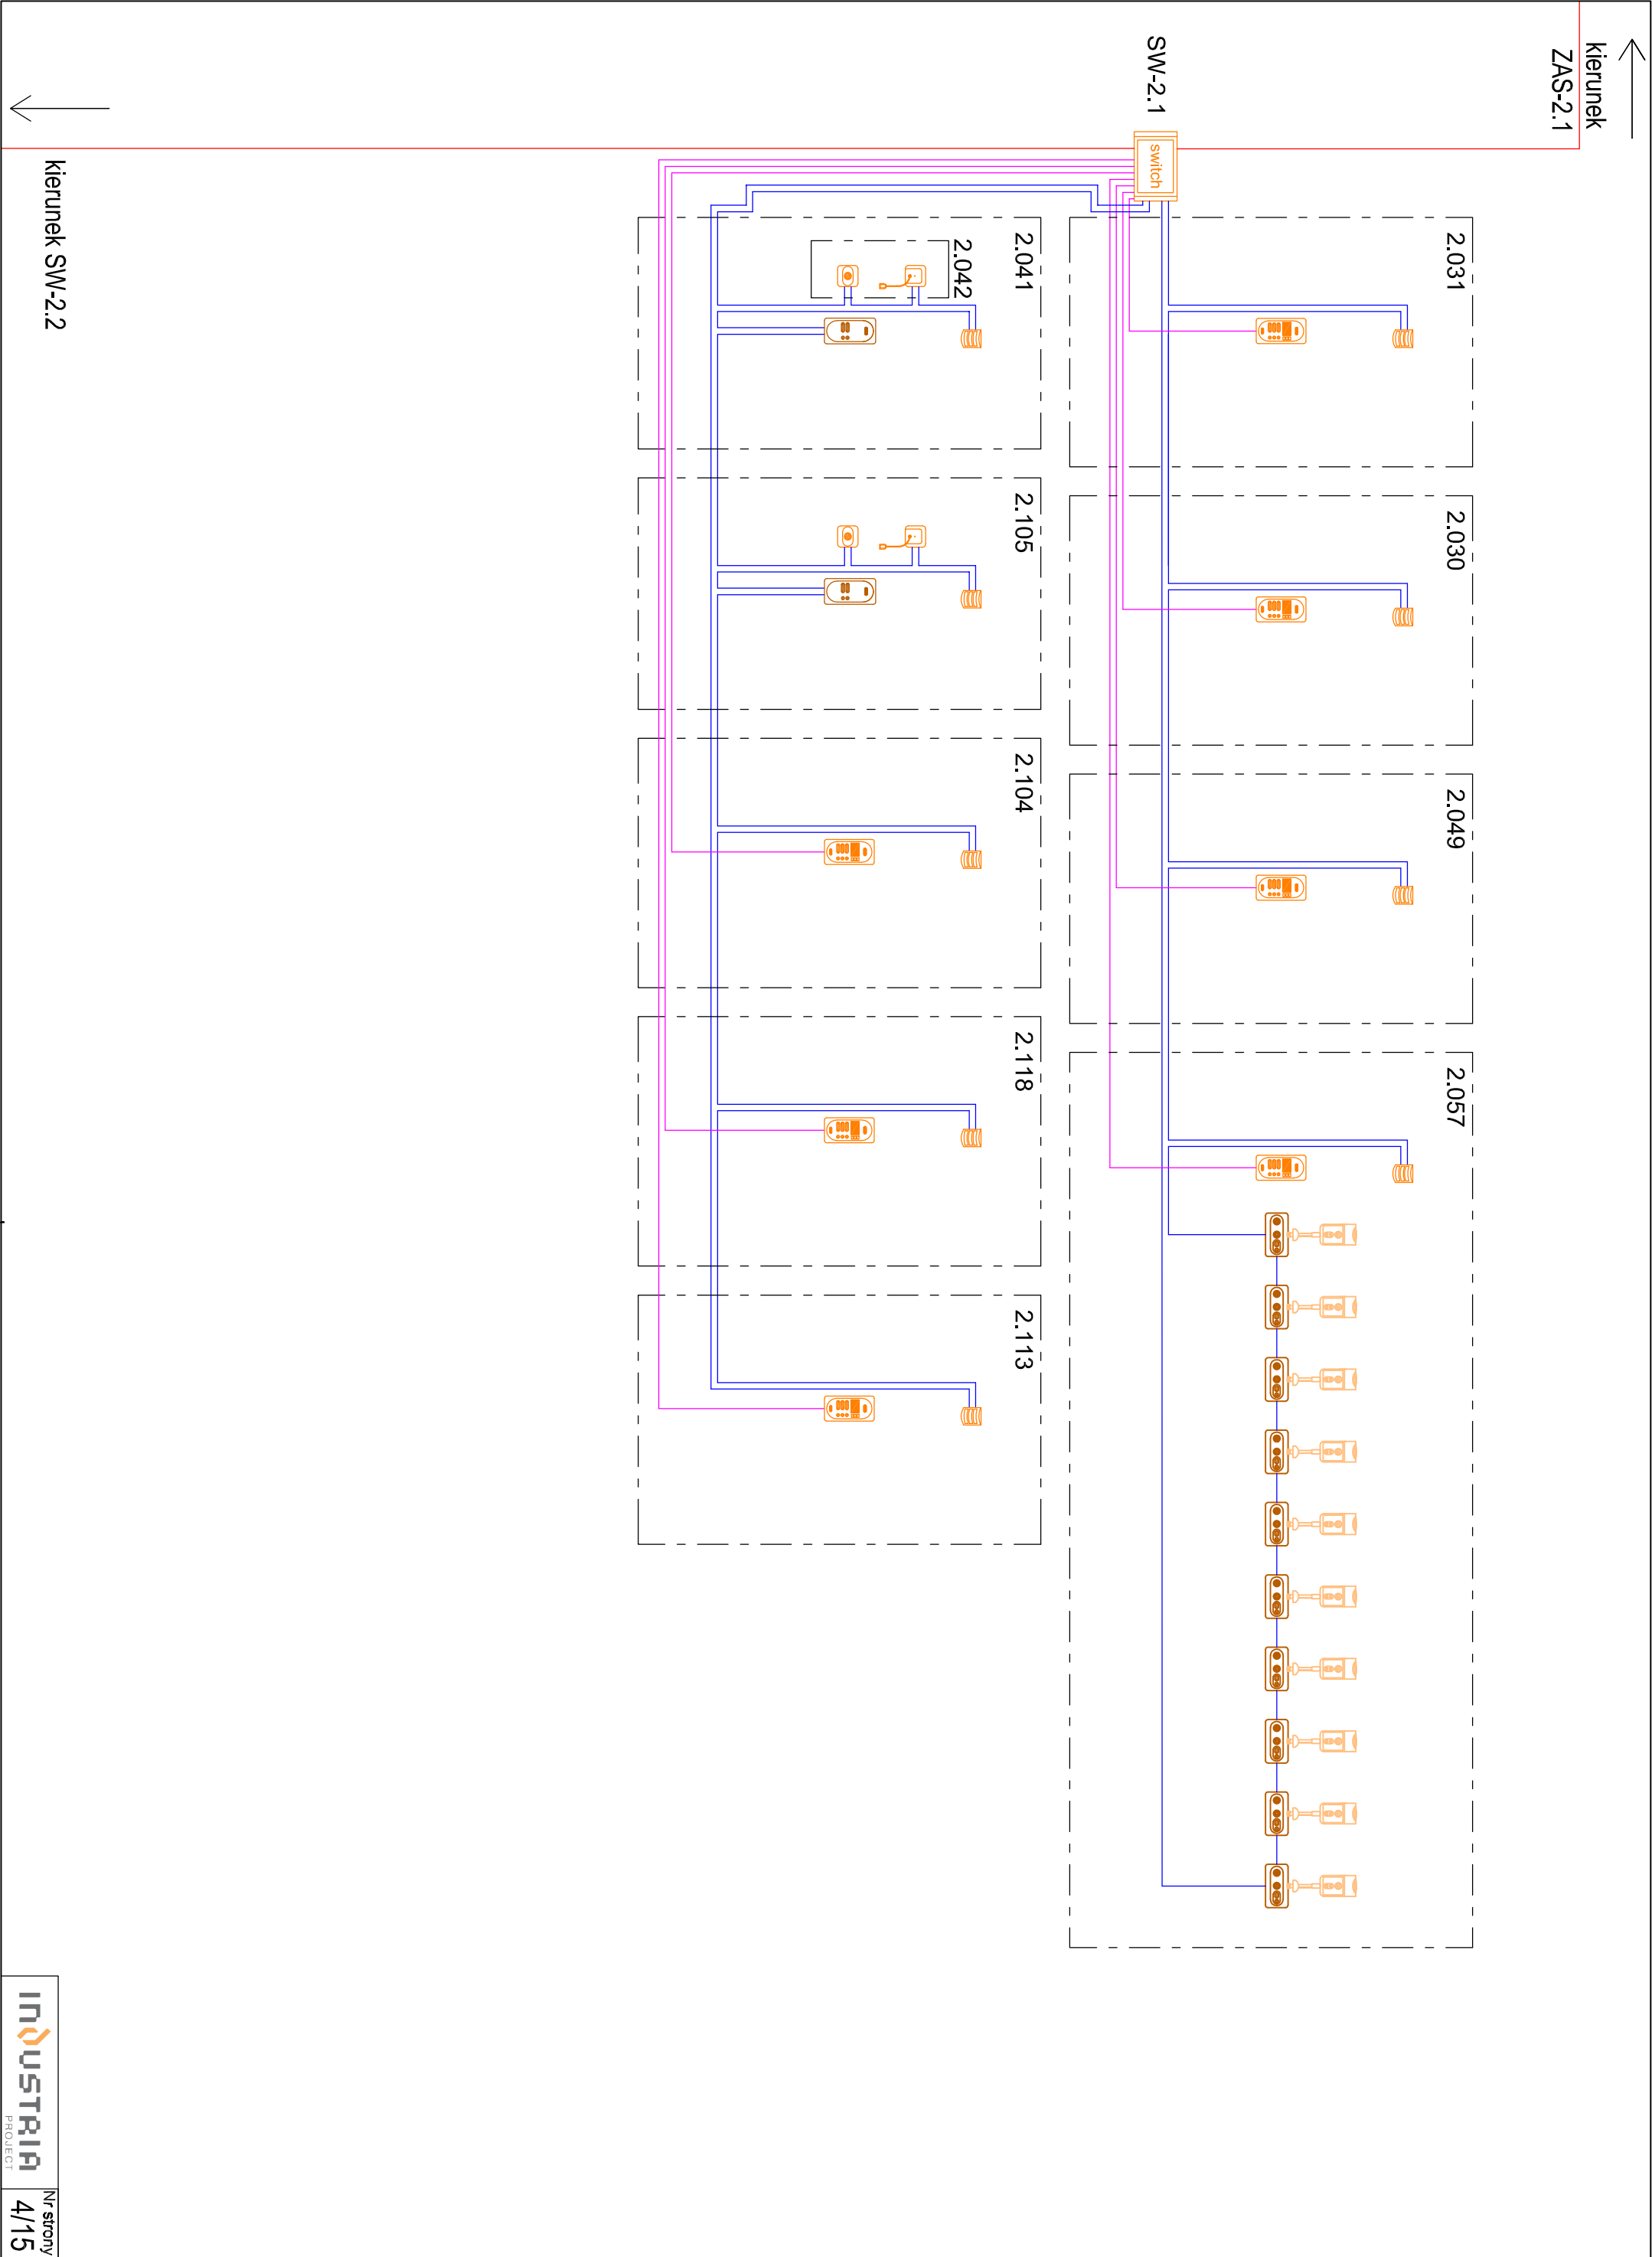 kierunek
ZAS-2.1
SW-2.1
switch
2.031
2.030
2.049
2.057
2.041
2.042
2.105
2.104
2.118
2.113
kierunek SW-2.2
INDUSTRIA
PROJECT
Nr strony
4/15